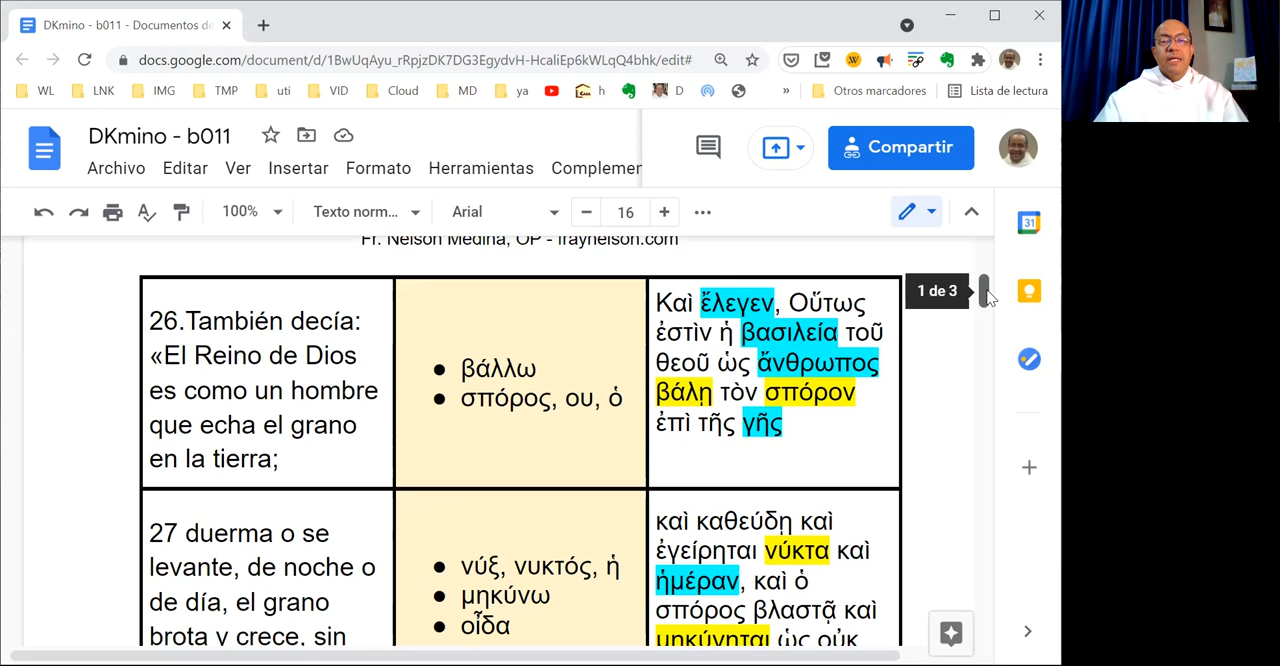 DKmino - b011 - Documentos de
docs.google.com/document/d/1BwUqAyu_rRpjzDK7DG3EgydvH-HcaliEp6kWLqQ4bhk/edit#
WL LNK IMG TMP uti VID Cloud MD ya h D » Otros marcadores Lista de lectura
DKmino - b011
Archivo Editar Ver Insertar Formato Herramientas Complemen
Compartir
100% Texto norm... Arial 16
31
Fr. Nelson Medina, OP - fraynelson.com
1 de 3
26.También decía:
«El Reino de Dios
es como un hombre
que echa el grano
en la tierra;
βάλλω
σπόρος, ου, ὁ
Καὶ ἔλεγεν, Οὕτως
ἐστὶν ἡ βασιλεία τοῦ
θεοῦ ὡς ἄνθρωπος
βάλῃ τὸν σπόρον
ἐπὶ τῆς γῆς
27 duerma o se
levante, de noche o
de día, el grano
brota y crece, sin
νύξ, νυκτός, ἡ
μηκύνω
οἶδα
καὶ καθεύδῃ καὶ
ἐγείρηται νύκτα καὶ
ἡμέραν, καὶ ὁ
σπόρος βλαστᾷ καὶ
μηκύνηται ὡς οὐκ